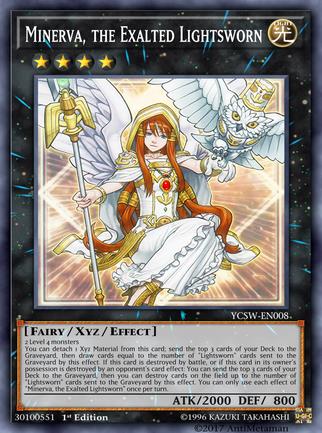 Minerva, the Exalted Lightsworn
LIGHT
光
YCSW-EN008
[Fairy / Xyz / Effect]
2 Level 4 monsters
You can detach 1 Xyz Material from this card; send the top 3 cards of your Deck to the
Graveyard, then draw cards equal to the number of "Lightsworn" cards sent to the
Graveyard by this effect. If this card is destroyed by battle, or if this card in its owner's
possession is destroyed by an opponent's card effect: You can send the top 3 cards of your
Deck to the Graveyard, then you can destroy cards on the field up to the number of
"Lightsworn" cards sent to the Graveyard by this effect. You can only use each effect of
"Minerva, the Exalted Lightsworn" once per turn.
ATK/2000 DEF/ 800
30100551 1st Edition ©1996 KAZUKI TAKAHASHI
©2017 AntiMetaman